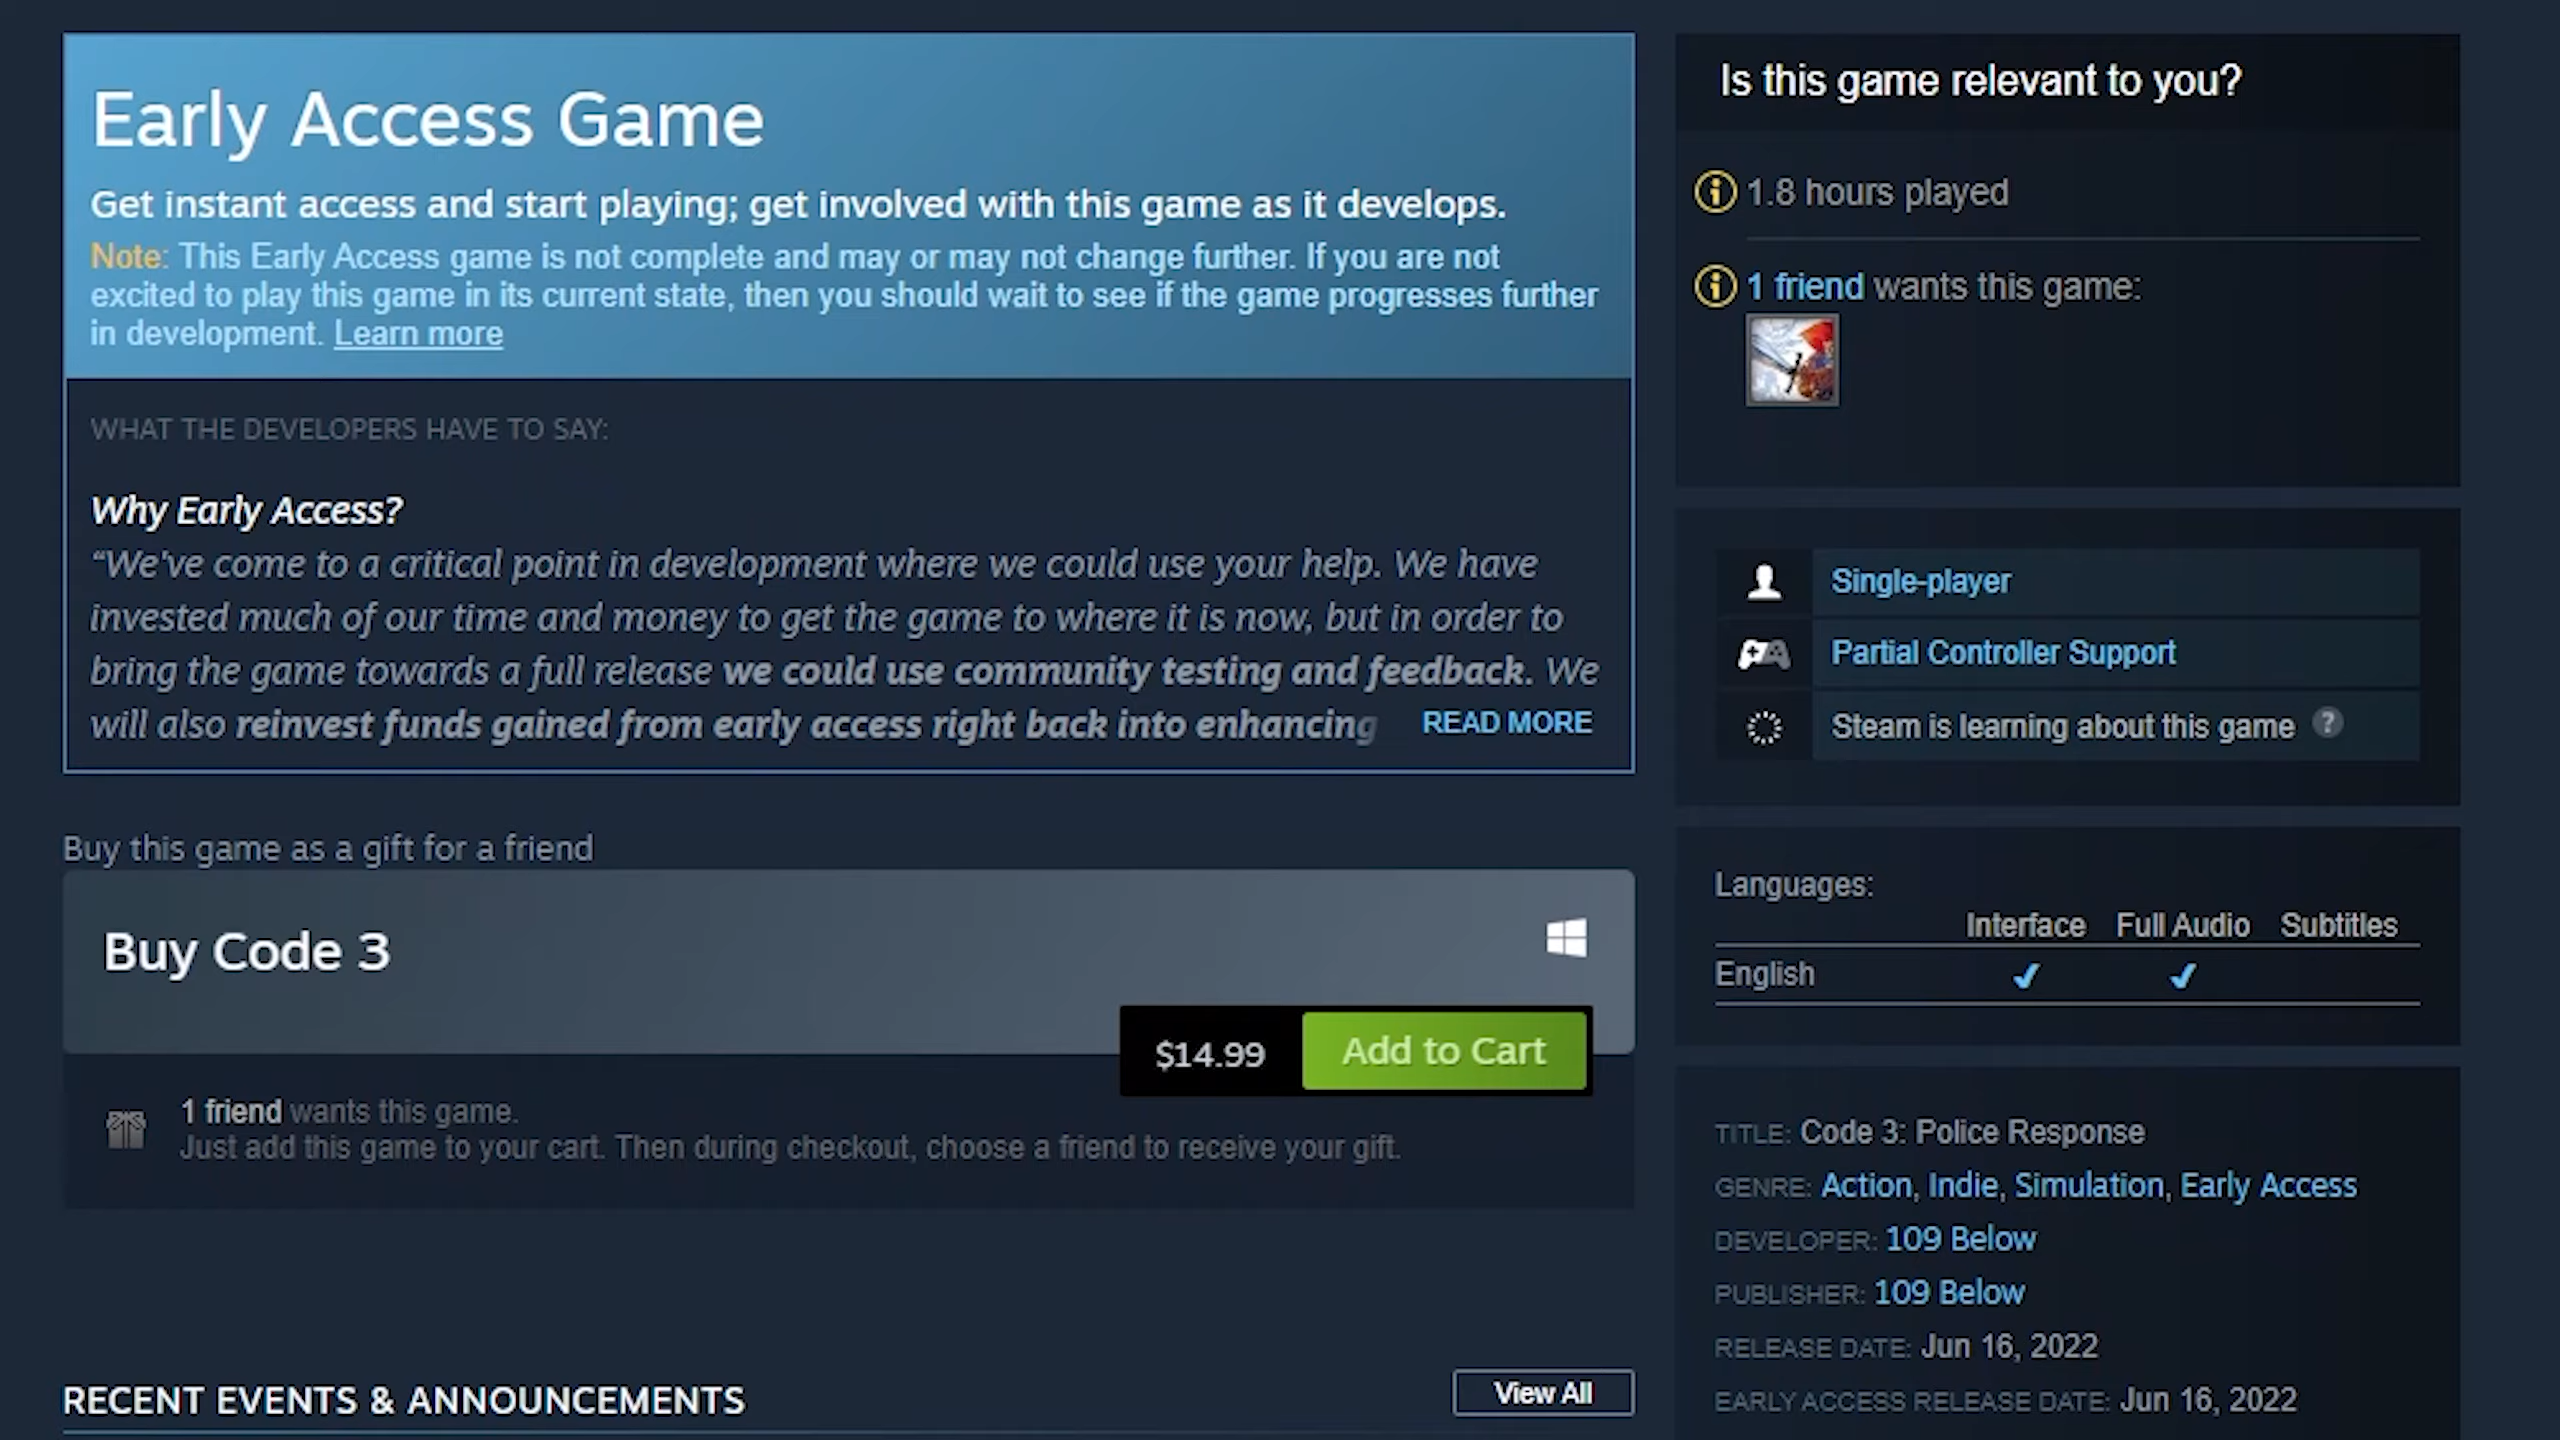 Early Access Game
Get instant access and start playing; get involved with this game as it develops.
Note: This Early Access game is not complete and may or may not change further. If you are not
excited to play this game in its current state, then you should wait to see if the game progresses further
in development. Learn more
WHAT THE DEVELOPERS HAVE TO SAY:
Why Early Access?
“We've come to a critical point in development where we could use your help. We have
invested much of our time and money to get the game to where it is now, but in order to
bring the game towards a full release we could use community testing and feedback. We
will also reinvest funds gained from early access right back into enhancing
READ MORE
Buy this game as a gift for a friend
Buy Code 3
$14.99
Add to Cart
1 friend wants this game.
Just add this game to your cart. Then during checkout, choose a friend to receive your gift.
RECENT EVENTS & ANNOUNCEMENTS
View All
Is this game relevant to you?
1.8 hours played
1 friend wants this game:
Single-player
Partial Controller Support
Steam is learning about this game ?
Languages:
Interface Full Audio Subtitles
English ✔ ✔
TITLE: Code 3: Police Response
GENRE: Action, Indie, Simulation, Early Access
DEVELOPER: 109 Below
PUBLISHER: 109 Below
RELEASE DATE: Jun 16, 2022
EARLY ACCESS RELEASE DATE: Jun 16, 2022